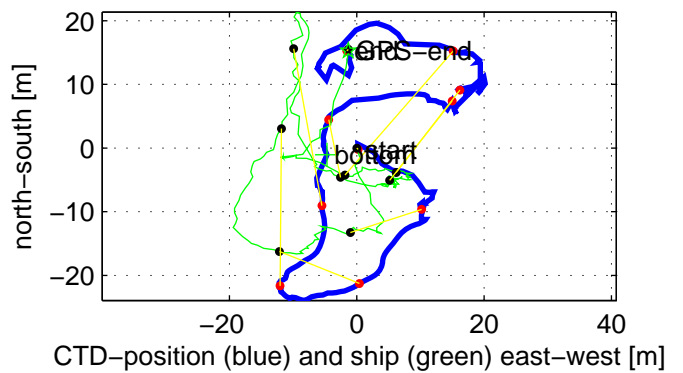 20
10
0
−10
−20
north−south [m]
end
GPS−end
start
bottom
−20
0
20
40
CTD−position (blue) and ship (green) east−west [m]